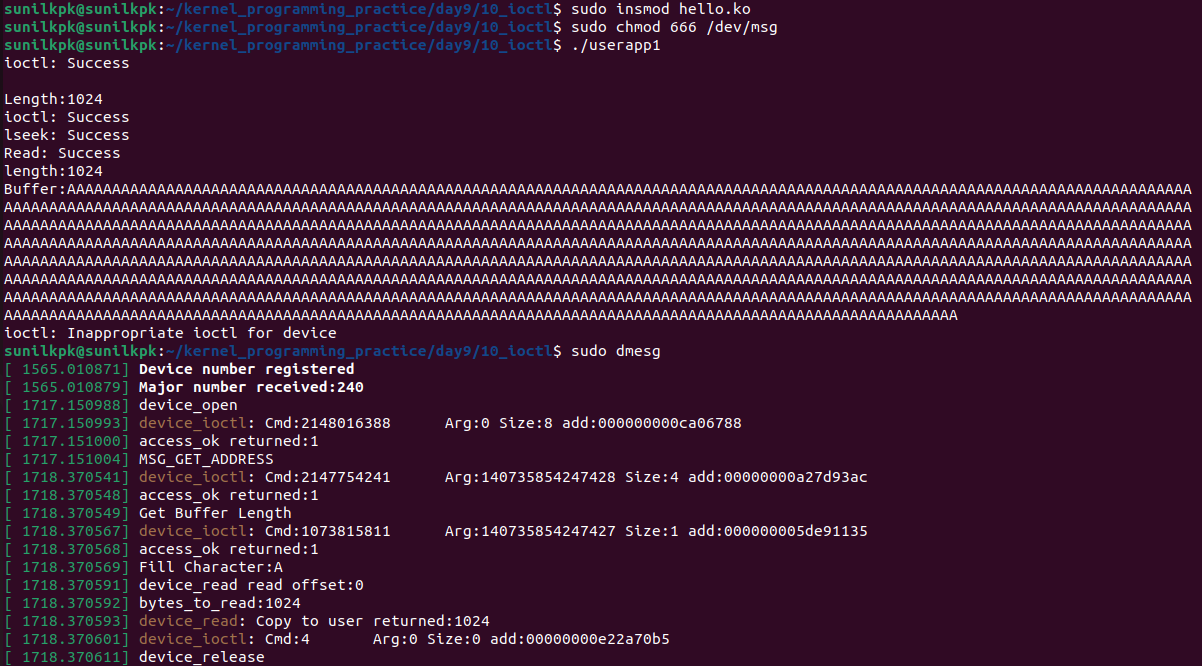 sunilkpk@sunilkpk:~/kernel_programming_practice/day9/10_ioctl$ sudo insmod hello.ko
sunilkpk@sunilkpk:~/kernel_programming_practice/day9/10_ioctl$ sudo chmod 666 /dev/msg
sunilkpk@sunilkpk:~/kernel_programming_practice/day9/10_ioctl$ ./userapp1
ioctl: Success
Length:1024
ioctl: Success
lseek: Success
Read: Success
length:1024
Buffer:AAAAAAAAAAAAAAAAAAAAAAAAAAAAAAAAAAAAAAAAAAAAAAAAAAAAAAAAAAAAAAAAAAAAAAAAAAAAAAAAAAAAAAAAAAAAAAAAAAAAAAAAAAAAAAAAAAAAAAAAAAAAA
AAAAAAAAAAAAAAAAAAAAAAAAAAAAAAAAAAAAAAAAAAAAAAAAAAAAAAAAAAAAAAAAAAAAAAAAAAAAAAAAAAAAAAAAAAAAAAAAAAAAAAAAAAAAAAAAAAAAAAAAAAAAAAAAAAAA
AAAAAAAAAAAAAAAAAAAAAAAAAAAAAAAAAAAAAAAAAAAAAAAAAAAAAAAAAAAAAAAAAAAAAAAAAAAAAAAAAAAAAAAAAAAAAAAAAAAAAAAAAAAAAAAAAAAAAAAAAAAAAAAAAAAA
AAAAAAAAAAAAAAAAAAAAAAAAAAAAAAAAAAAAAAAAAAAAAAAAAAAAAAAAAAAAAAAAAAAAAAAAAAAAAAAAAAAAAAAAAAAAAAAAAAAAAAAAAAAAAAAAAAAAAAAAAAAAAAAAAAAA
AAAAAAAAAAAAAAAAAAAAAAAAAAAAAAAAAAAAAAAAAAAAAAAAAAAAAAAAAAAAAAAAAAAAAAAAAAAAAAAAAAAAAAAAAAAAAAAAAAAAAAAAAAAAAAAAAAAAAAAAAAAAAAAAAAAA
AAAAAAAAAAAAAAAAAAAAAAAAAAAAAAAAAAAAAAAAAAAAAAAAAAAAAAAAAAAAAAAAAAAAAAAAAAAAAAAAAAAAAAAAAAAAAAAAAAAAAAAAAAAAAAAAAAAAAAAAAAAAAAAAAAAA
AAAAAAAAAAAAAAAAAAAAAAAAAAAAAAAAAAAAAAAAAAAAAAAAAAAAAAAAAAAAAAAAAAAAAAAAAAAAAAAAAAAAAAAAAAAAAAAAAAAAAAAAAAAAAAAAAAAAAAAAAAAAAAAAAAAA
AAAAAAAAAAAAAAAAAAAAAAAAAAAAAAAAAAAAAAAAAAAAAAAAAAAAAAAAAAAAAAAAAAAAAAAAAAAAAAAAAAAAAAAAAAAAAAAAAAAAAAAAAA
ioctl: Inappropriate ioctl for device
sunilkpk@sunilkpk:~/kernel_programming_practice/day9/10_ioctl$ sudo dmesg
[ 1565.010871] Device number registered
[ 1565.010879] Major number received:240
[ 1717.150988] device_open
[ 1717.150993] device_ioctl: Cmd:2148016388      Arg:0 Size:8 add:000000000ca06788
[ 1717.151000] access_ok returned:1
[ 1717.151004] MSG_GET_ADDRESS
[ 1718.370541] device_ioctl: Cmd:2147754241      Arg:140735854247428 Size:4 add:00000000a27d93ac
[ 1718.370548] access_ok returned:1
[ 1718.370549] Get Buffer Length
[ 1718.370567] device_ioctl: Cmd:1073815811      Arg:140735854247427 Size:1 add:000000005de91135
[ 1718.370568] access_ok returned:1
[ 1718.370569] Fill Character:A
[ 1718.370591] device_read read offset:0
[ 1718.370592] bytes_to_read:1024
[ 1718.370593] device_read: Copy to user returned:1024
[ 1718.370601] device_ioctl: Cmd:4       Arg:0 Size:0 add:00000000e22a70b5
[ 1718.370611] device_release